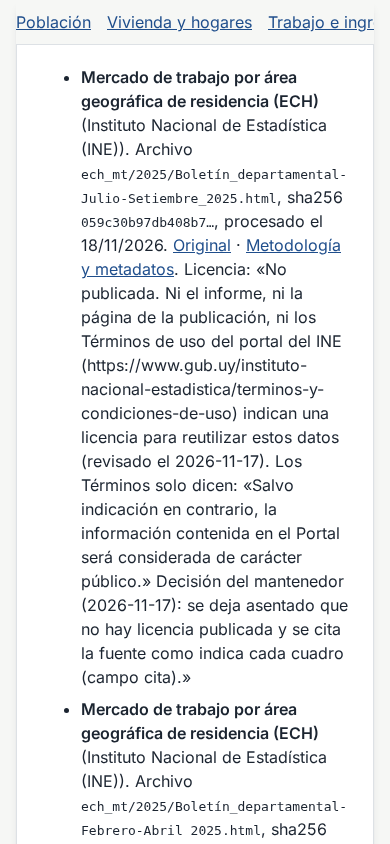 Población Vivienda y hogares Trabajo e ingr
Mercado de trabajo por área
geográfica de residencia (ECH)
(Instituto Nacional de Estadística
(INE)). Archivo
ech_mt/2025/Boletín_departamental-
Julio-Setiembre_2025.html, sha256
059c30b97db408b7…, procesado el
18/11/2026. Original · Metodología
y metadatos. Licencia: «No
publicada. Ni el informe, ni la
página de la publicación, ni los
Términos de uso del portal del INE
(https://www.gub.uy/instituto-
nacional-estadistica/terminos-y-
condiciones-de-uso) indican una
licencia para reutilizar estos datos
(revisado el 2026-11-17). Los
Términos solo dicen: «Salvo
indicación en contrario, la
información contenida en el Portal
será considerada de carácter
público.» Decisión del mantenedor
(2026-11-17): se deja asentado que
no hay licencia publicada y se cita
la fuente como indica cada cuadro
(campo cita).»
Mercado de trabajo por área
geográfica de residencia (ECH)
(Instituto Nacional de Estadística
(INE)). Archivo
ech_mt/2025/Boletín_departamental-
Febrero-Abril 2025.html, sha256